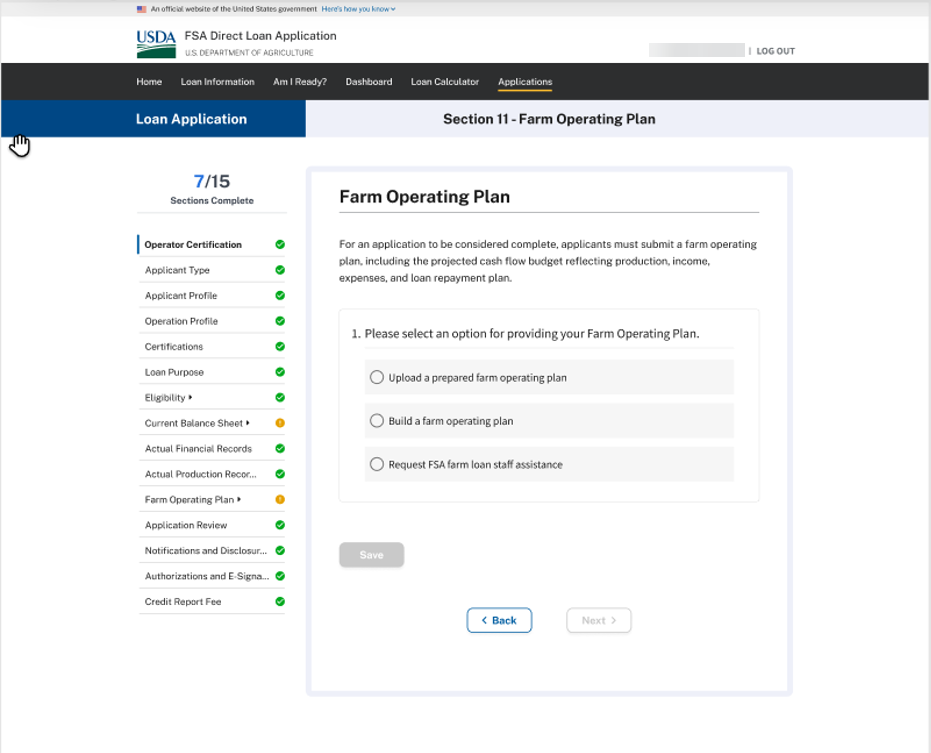 An official website of the United States government Here's how you know
USDA
FSA Direct Loan Application
U.S. DEPARTMENT OF AGRICULTURE
| LOG OUT
Home Loan Information Am I Ready? Dashboard Loan Calculator Applications
Loan Application
Section 11 - Farm Operating Plan
7/15
Sections Complete
Operator Certification
Applicant Type
Applicant Profile
Operation Profile
Certifications
Loan Purpose
Eligibility
Current Balance Sheet
Actual Financial Records
Actual Production Recor...
Farm Operating Plan
Application Review
Notifications and Disclosur...
Authorizations and E-Signa...
Credit Report Fee
Farm Operating Plan
For an application to be considered complete, applicants must submit a farm operating
plan, including the projected cash flow budget reflecting production, income,
expenses, and loan repayment plan.
1. Please select an option for providing your Farm Operating Plan.
Upload a prepared farm operating plan
Build a farm operating plan
Request FSA farm loan staff assistance
Save
< Back
Next >